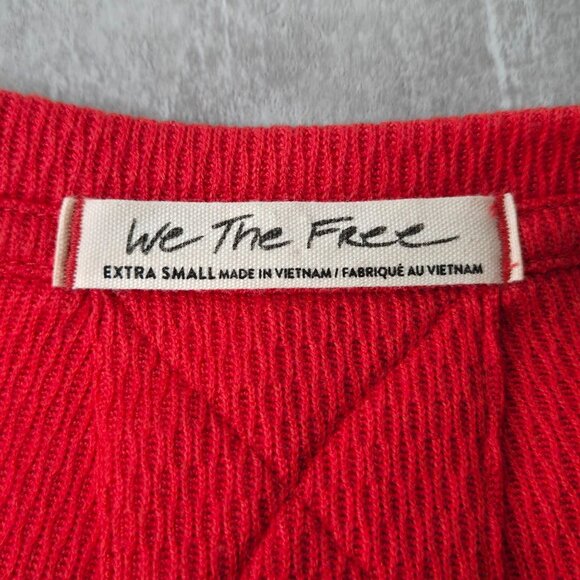 We The Free
EXTRA SMALL MADE IN VIETNAM / FABRIQUÉ AU VIETNAM